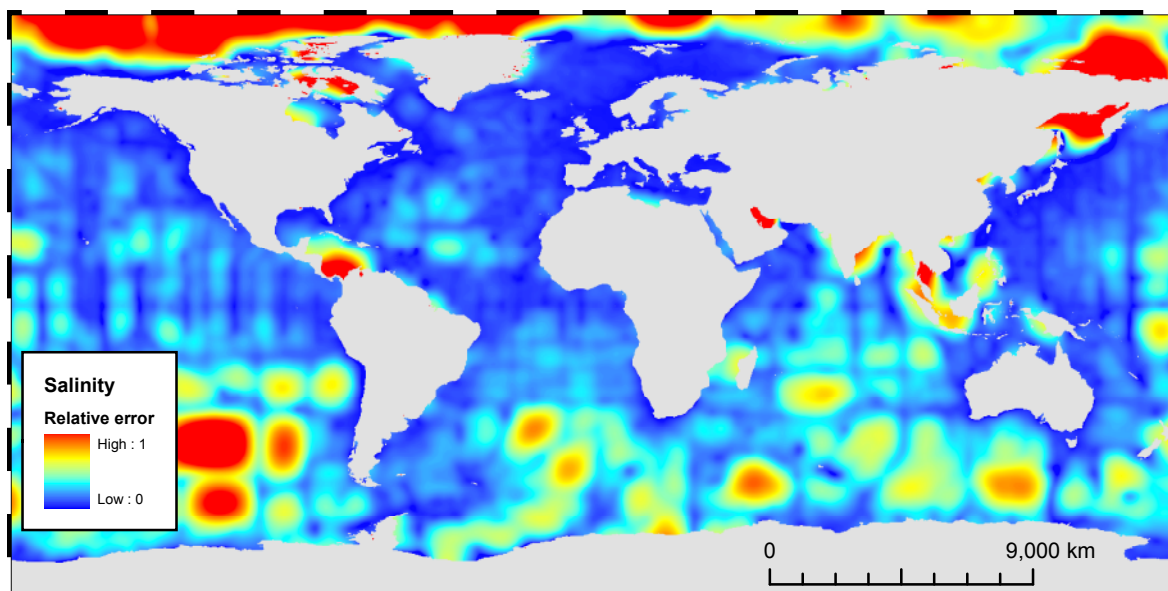 Salinity
Relative error
High : 1
Low : 0
0 9,000 km